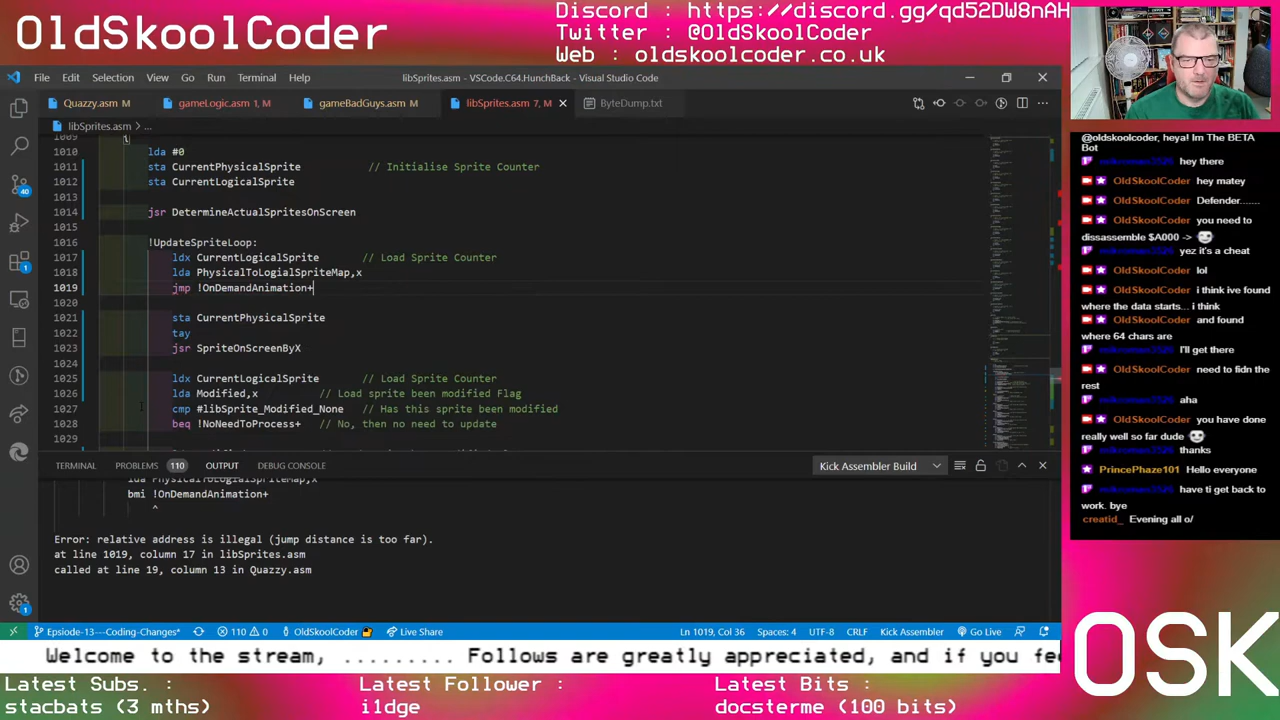 OldSkoolCoder
Discord : https://discord.gg/qd52DW8nAH
Twitter : @OldSkoolCoder
Web : oldskoolcoder.co.uk
File Edit Selection View Go Run Terminal Help
libSprites.asm - VSCode.C64.HunchBack - Visual Studio Code
Quazzy.asm M
gameLogic.asm 1, M
gameBadGuys.asm M
libSprites.asm 7, M
ByteDump.txt
libSprites.asm > ...
1009 {
1010 lda #0
1011 sta CurrentPhysicalSprite // Initialise Sprite Counter
1012 sta CurrentLogicalSprite
1013
1014 jsr DetermineActualSpritesOnScreen
1015
1016 !UpdateSpraiteLoop:
1017 ldx CurrentLogicalSprite // Load Sprite Counter
1018 lda PhysicalToLogialSpriteMap,x
1019 jmp !OnDemandAnimation+
1020
1021 sta CurrentPhysicalSprite
1022 tay
1023 jsr SpriteOnScreenByX
1024
1025 ldx CurrentLogicalSprite // Load Sprite Counter
1026 lda Modified,x // Load sprite been modified Flag
1027 cmp #libSprite_Modified_None // Has this sprite been modified
1028 beq !NoNeedToProcess+ // No, then no need to update
1029
TERMINAL PROBLEMS 110 OUTPUT DEBUG CONSOLE
Kick Assembler Build
lda PhysicalToLogialSpriteMap,x
bmi !OnDemandAnimation+
^
Error: relative address is illegal (jump distance is too far).
at line 1019, column 17 in libSprites.asm
called at line 19, column 13 in Quazzy.asm
40
1
1
Epsiode-13---Coding-Changes* 110 0 OldSkoolCoder Live Share
Ln 1019, Col 36 Spaces: 4 UTF-8 CRLF Kick Assembler Go Live
@oldskoolcoder, heya! Im The BETA
Bot
hey there
OldSkoolCoder hey matey
OldSkoolCoder Defender.......
OldSkoolCoder you need to
dissassemble $A000 ->
yez it's a cheat
OldSkoolCoder lol
OldSkoolCoder i think ive found
where the data starts... i think
OldSkoolCoder and found
where 64 chars are
I'll get there
OldSkoolCoder need to fidn the
rest
aha
OldSkoolCoder you have done
really well so far dude
thanks
PrincePhaze101 Hello everyone
have ti get back to
work. bye
creatid_ Evening all o/
OSK
Welcome to the stream, ......... Follows are greatly appreciated, and if you fee
Latest Subs. :
stacbats (3 mths)
Latest Follower :
i1dge
Latest Bits :
docsterme (100 bits)